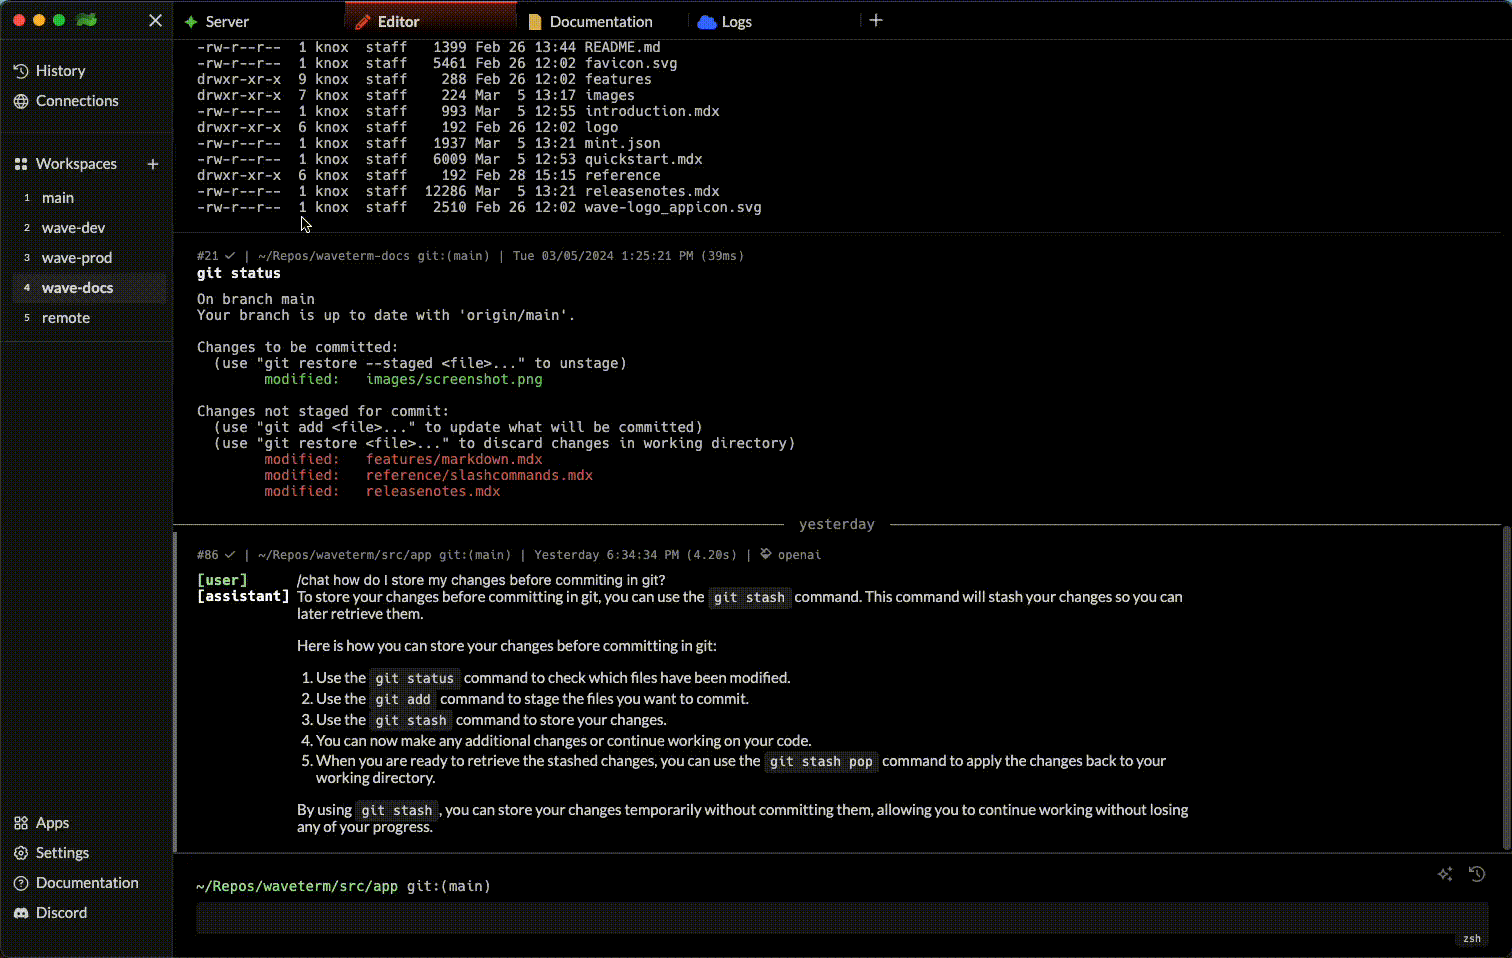 Server
Editor
Documentation
Logs
History
Connections
Workspaces
1 main
2 wave-dev
3 wave-prod
4 wave-docs
5 remote
Apps
Settings
Documentation
Discord
-rw-r--r--  1 knox  staff   1399 Feb 26 13:44 README.md
-rw-r--r--  1 knox  staff   5461 Feb 26 12:02 favicon.svg
drwxr-xr-x  9 knox  staff    288 Feb 26 12:02 features
drwxr-xr-x  7 knox  staff    224 Mar  5 13:17 images
-rw-r--r--  1 knox  staff    993 Mar  5 12:55 introduction.mdx
drwxr-xr-x  6 knox  staff    192 Feb 26 12:02 logo
-rw-r--r--  1 knox  staff   1937 Mar  5 13:21 mint.json
-rw-r--r--  1 knox  staff   6009 Mar  5 12:53 quickstart.mdx
drwxr-xr-x  6 knox  staff    192 Feb 28 15:15 reference
-rw-r--r--  1 knox  staff  12286 Mar  5 13:21 releasenotes.mdx
-rw-r--r--  1 knox  staff   2510 Feb 26 12:02 wave-logo_appicon.svg
#21 ✓ | ~/Repos/waveterm-docs git:(main) | Tue 03/05/2024 1:25:21 PM (39ms)
git status
On branch main
Your branch is up to date with 'origin/main'.
Changes to be committed:
(use "git restore --staged <file>..." to unstage)
modified:   images/screenshot.png
Changes not staged for commit:
(use "git add <file>..." to update what will be committed)
(use "git restore <file>..." to discard changes in working directory)
modified:   features/markdown.mdx
modified:   reference/slashcommands.mdx
modified:   releasenotes.mdx
yesterday
#86 ✓ | ~/Repos/waveterm/src/app git:(main) | Yesterday 6:34:34 PM (4.20s) | openai
[user] /chat how do I store my changes before commiting in git?
[assistant] To store your changes before committing in git, you can use the git stash command. This command will stash your changes so you can
later retrieve them.
Here is how you can store your changes before committing in git:
1. Use the git status command to check which files have been modified.
2. Use the git add command to stage the files you want to commit.
3. Use the git stash command to store your changes.
4. You can now make any additional changes or continue working on your code.
5. When you are ready to retrieve the stashed changes, you can use the git stash pop command to apply the changes back to your
working directory.
By using git stash, you can store your changes temporarily without committing them, allowing you to continue working without losing
any of your progress.
~/Repos/waveterm/src/app git:(main)
zsh